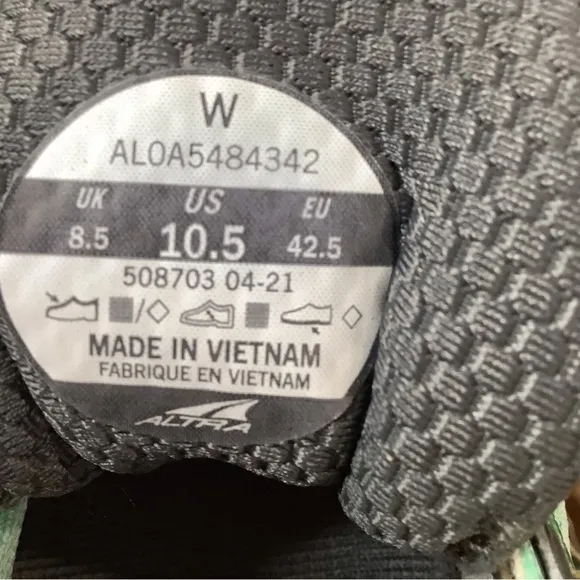 W
AL0A5484342
UK US EU
8.5 10.5 42.5
508703 04-21
MADE IN VIETNAM
FABRIQUE EN VIETNAM
ALTRA